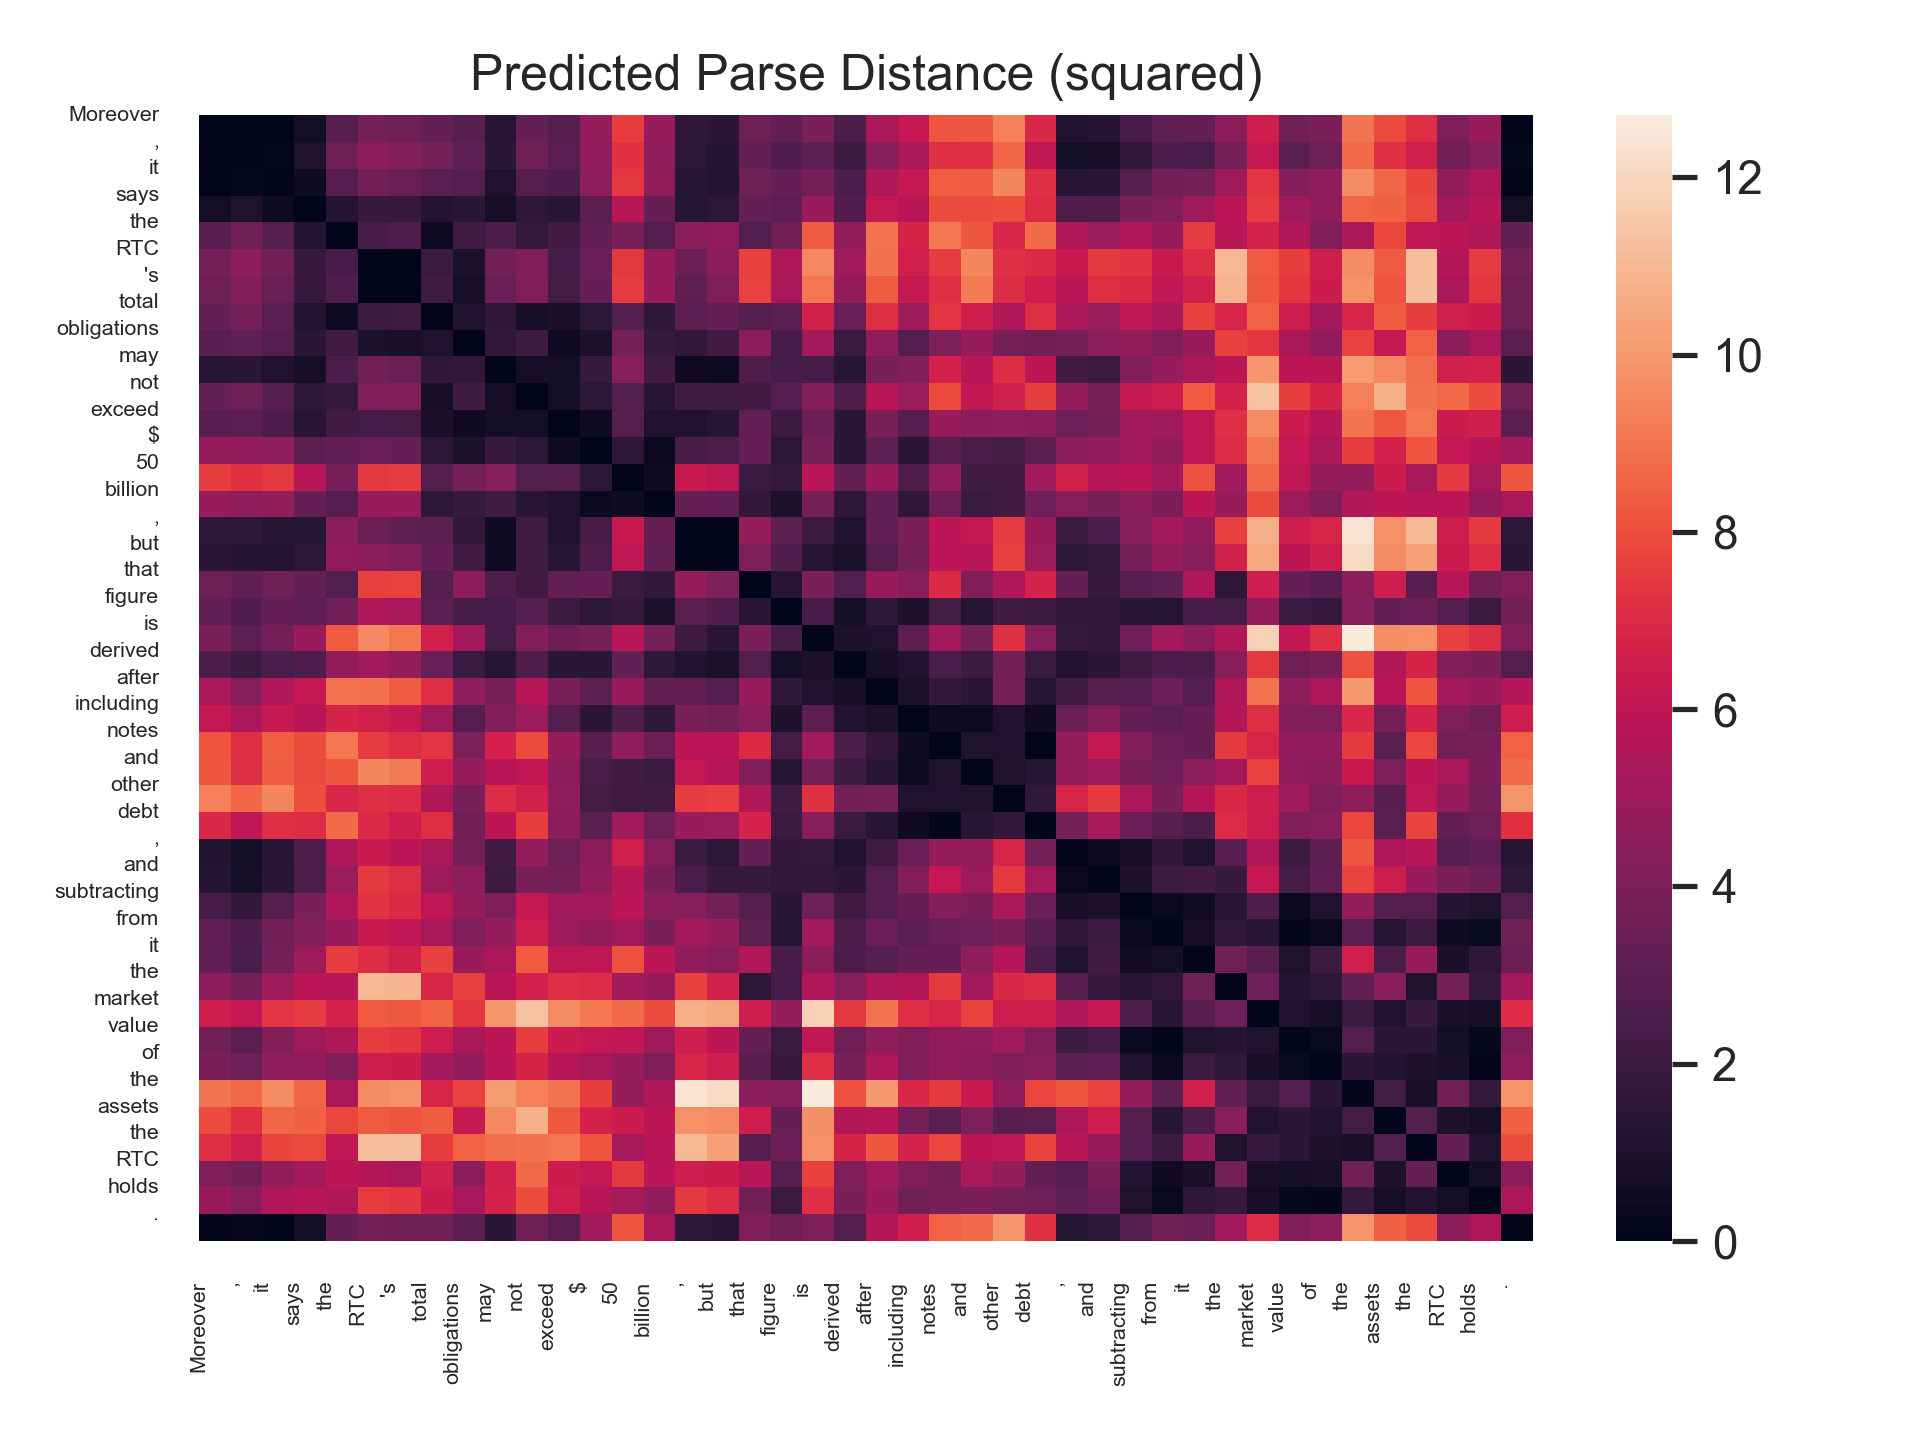 Predicted Parse Distance (squared)
Moreover
,
it
says
the
RTC
's
total
obligations
may
not
exceed
$
50
billion
,
but
that
figure
is
derived
after
including
notes
and
other
debt
,
and
subtracting
from
it
the
market
value
of
the
assets
the
RTC
holds
.
12
10
8
6
4
2
0
Moreover
,
it
says
the
RTC
's
total
obligations
may
not
exceed
$
50
billion
,
but
that
figure
is
derived
after
including
notes
and
other
debt
,
and
subtracting
from
it
the
market
value
of
the
assets
the
RTC
holds
.